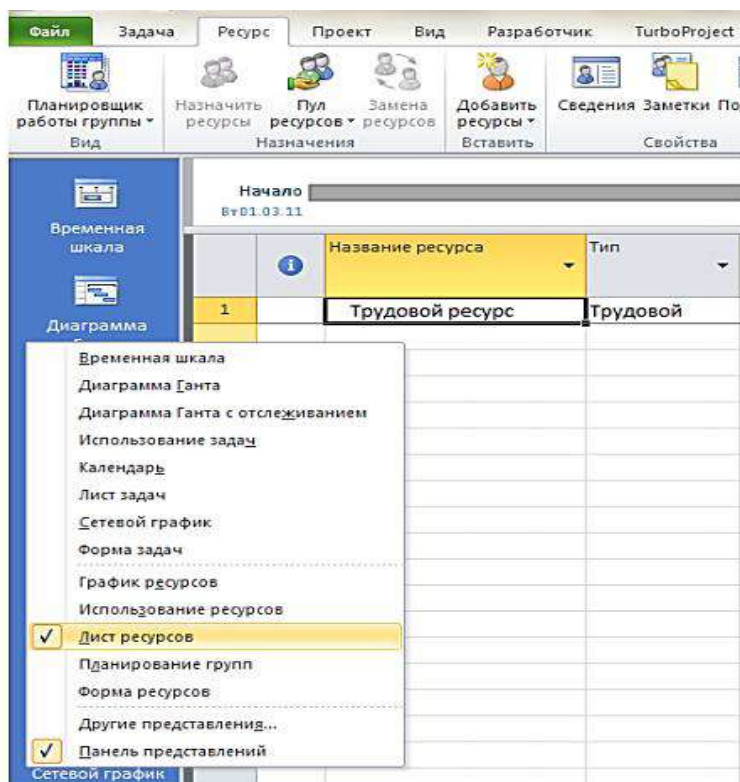 Файл Задача Ресурс Проект Вид Разработчик TurboProject
Планировщик работы группы
Назначить ресурсы
Пул ресурсов
Замена ресурсов
Добавить ресурсы
Сведения Заметки
Вид Назначения Вставить Свойства
Временная шкала
Диаграмма
Начало
Вт01.03.11
Название ресурса Тип
1 Трудовой ресурс Трудовой
Временная шкала
Диаграмма Ганта
Диаграмма Ганта с отслеживанием
Использование задач
Календарь
Лист задач
Сетевой график
Форма задач
График ресурсов
Использование ресурсов
Лист ресурсов
Планирование групп
Форма ресурсов
Другие представления...
Панель представлений
Сетевой график